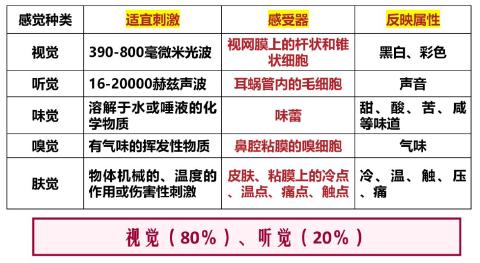 感觉种类 适宜刺激 感受器 反映属性
视觉 390-800毫微米光波 视网膜上的杆状和锥状细胞 黑白、彩色
听觉 16-20000赫兹声波 耳蜗管内的毛细胞 声音
味觉 溶解于水或唾液的化学物质 味蕾 甜、酸、苦、咸等味道
嗅觉 有气味的挥发性物质 鼻腔粘膜的嗅细胞 气味
肤觉 物体机械的、温度的作用或伤害性刺激 皮肤、粘膜上的冷点、温点、痛点、触点 冷、温、触、压、痛
视觉（80%）、听觉（20%）